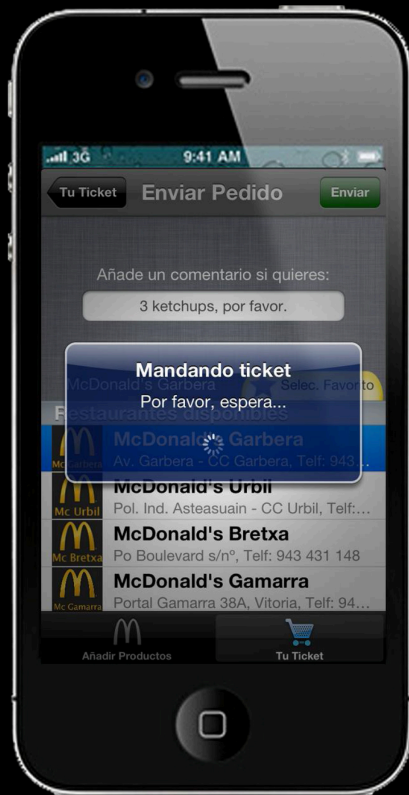 3G 9:41 AM
Tu Ticket Enviar Pedido Enviar
Añade un comentario si quieres:
3 ketchups, por favor.
Mandando ticket
Por favor, espera...
McDonald's Garbera Selec. Favorito
Restaurantes disponibles
McDonald's Garbera
Mc Garbera Av. Garbera - CC Garbera, Telf: 943...
McDonald's Urbil
Mc Urbil Pol. Ind. Asteasuain - CC Urbil, Telf:...
McDonald's Bretxa
Mc Bretxa Po Boulevard s/nº, Telf: 943 431 148
McDonald's Gamarra
Mc Gamarra Portal Gamarra 38A, Vitoria, Telf: 94...
Añadir Productos Tu Ticket